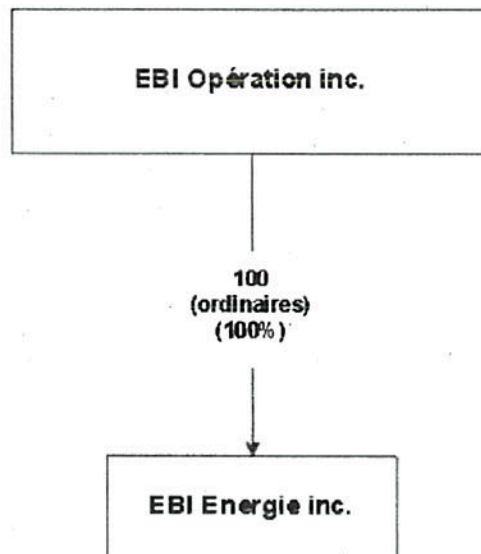 EBI Opération inc.
100
(ordinaires)
(100%)
EBI Energie inc.